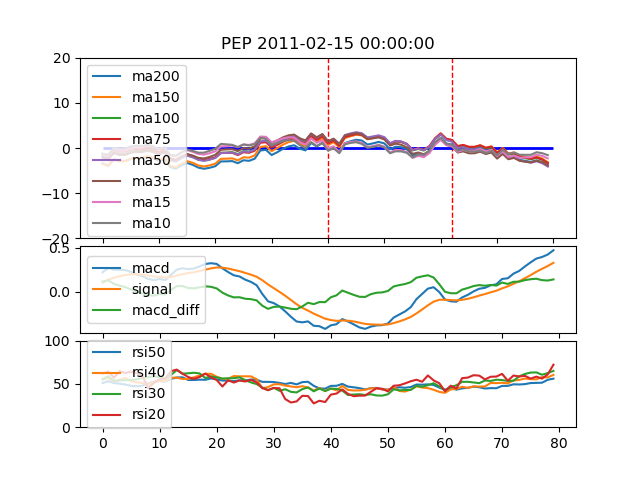 PEP 2011-02-15 00:00:00
20
10
0
−10
−20
ma200
ma150
ma100
ma75
ma50
ma35
ma15
ma10
0.5
0.0
macd
signal
macd_diff
100
50
0
rsi50
rsi40
rsi30
rsi20
0 10 20 30 40 50 60 70 80